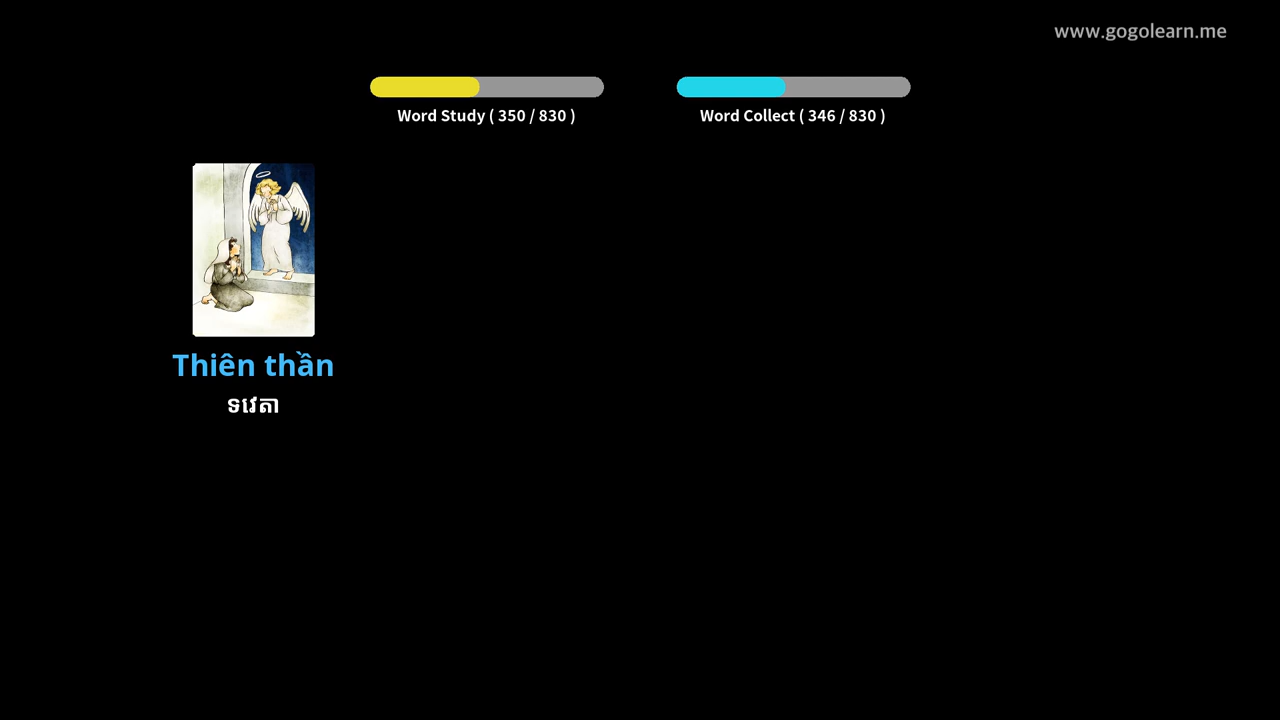 www.gogolearn.me
Word Study ( 350 / 830 )
Word Collect ( 346 / 830 )
Thiên thần
ទវេតា